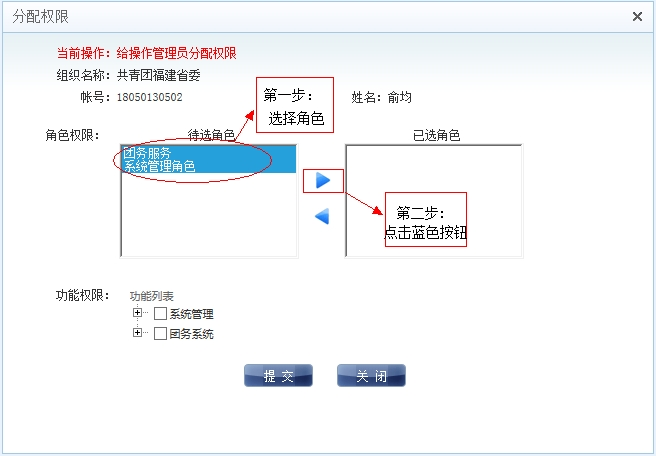 分配权限
当前操作：给操作管理员分配权限
组织名称：共青团福建省委
帐号：18050130502
姓名：俞均
第一步：
选择角色
角色权限：
待选角色
已选角色
团务服务
系统管理角色
第二步：
点击蓝色按钮
功能权限：
功能列表
系统管理
团务系统
提 交
关 闭